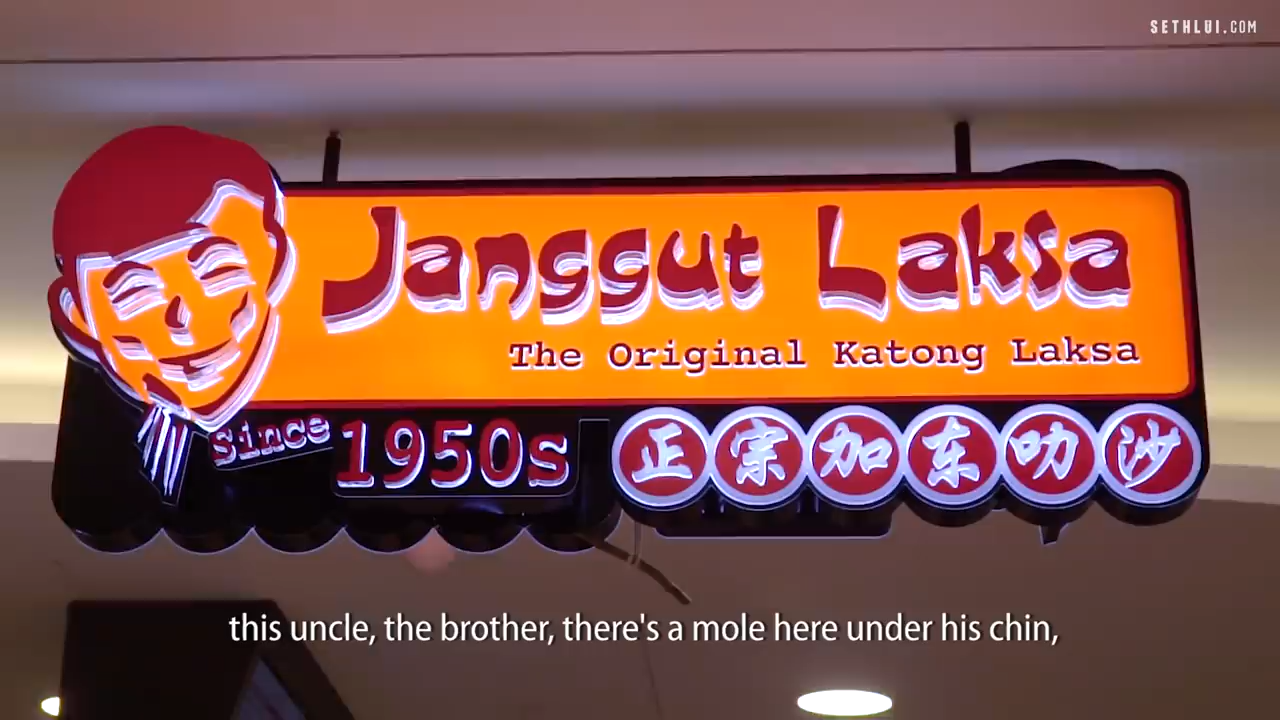 SETHLUI.COM
Janggut Laksa
The Original Katong Laksa
since 1950s
正宗加东叻沙
this uncle, the brother, there's a mole here under his chin,